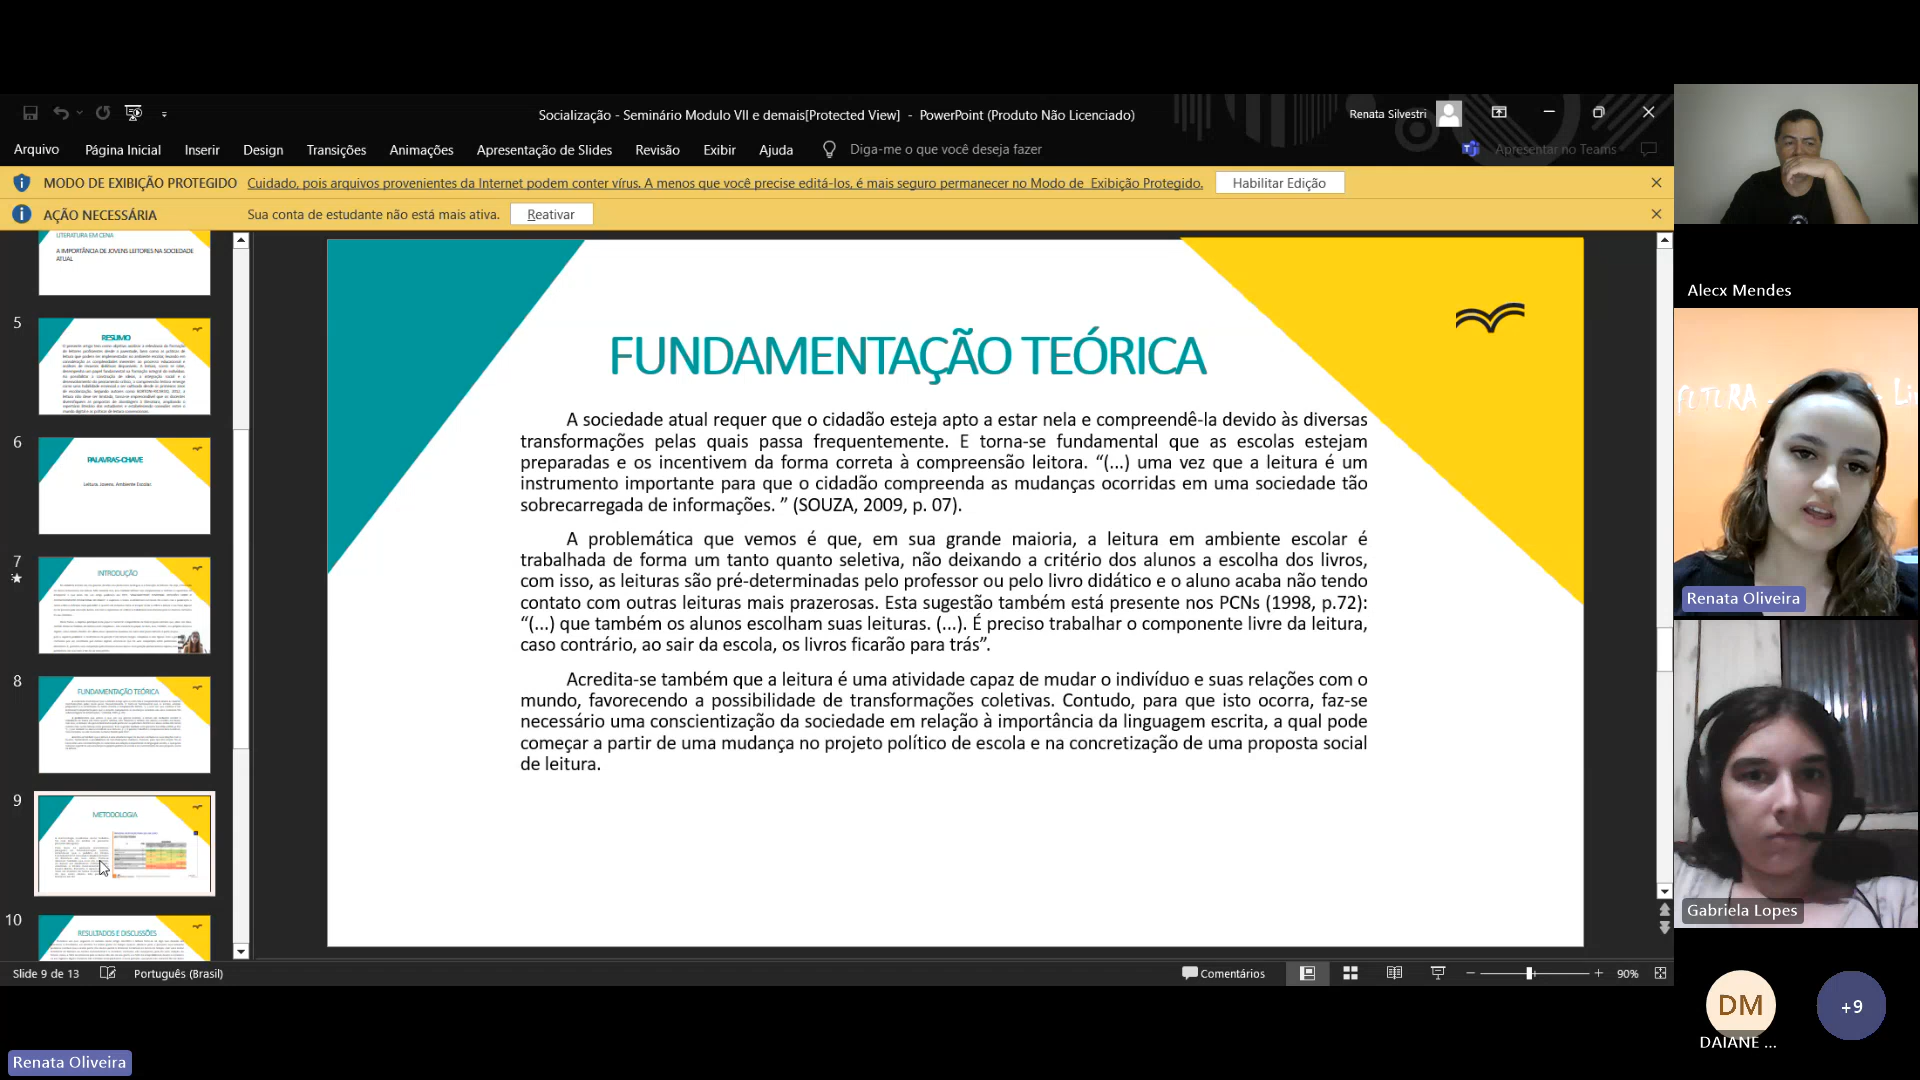 Socialização - Seminário Modulo VII e demais[Protected View] - PowerPoint (Produto Não Licenciado)
Renata Silvestri
Arquivo Página Inicial Inserir Design Transições Animações Apresentação de Slides Revisão Exibir Ajuda Diga-me o que você deseja fazer Apresentar no Teams
MODO DE EXIBIÇÃO PROTEGIDO Cuidado, pois arquivos provenientes da Internet podem conter vírus. A menos que você precise editá-los, é mais seguro permanecer no Modo de Exibição Protegido. Habilitar Edição
AÇÃO NECESSÁRIA Sua conta de estudante não está mais ativa. Reativar
LITERATURA EM CENA
A IMPORTÂNCIA DE JOVENS LEITORES NA SOCIEDADE
ATUAL
5
RESUMO
6
PALAVRAS-CHAVE
Leitura. Jovens. Ambiente Escolar.
7
INTRODUÇÃO
8
FUNDAMENTAÇÃO TEÓRICA
9
METODOLOGIA
10
RESULTADOS E DISCUSSÕES
FUNDAMENTAÇÃO TEÓRICA
A sociedade atual requer que o cidadão esteja apto a estar nela e compreendê-la devido às diversas
transformações pelas quais passa frequentemente. E torna-se fundamental que as escolas estejam
preparadas e os incentivem da forma correta à compreensão leitora. “(...) uma vez que a leitura é um
instrumento importante para que o cidadão compreenda as mudanças ocorridas em uma sociedade tão
sobrecarregada de informações. ” (SOUZA, 2009, p. 07).
A problemática que vemos é que, em sua grande maioria, a leitura em ambiente escolar é
trabalhada de forma um tanto quanto seletiva, não deixando a critério dos alunos a escolha dos livros,
com isso, as leituras são pré-determinadas pelo professor ou pelo livro didático e o aluno acaba não tendo
contato com outras leituras mais prazerosas. Esta sugestão também está presente nos PCNs (1998, p.72):
“(...) que também os alunos escolham suas leituras. (...). É preciso trabalhar o componente livre da leitura,
caso contrário, ao sair da escola, os livros ficarão para trás”.
Acredita-se também que a leitura é uma atividade capaz de mudar o indivíduo e suas relações com o
mundo, favorecendo a possibilidade de transformações coletivas. Contudo, para que isto ocorra, faz-se
necessário uma conscientização da sociedade em relação à importância da linguagem escrita, a qual pode
começar a partir de uma mudança no projeto político de escola e na concretização de uma proposta social
de leitura.
Slide 9 de 13 Português (Brasil) Comentários 90%
Renata Oliveira
Alecx Mendes
Renata Oliveira
Gabriela Lopes
DM
DAIANE ...
+9